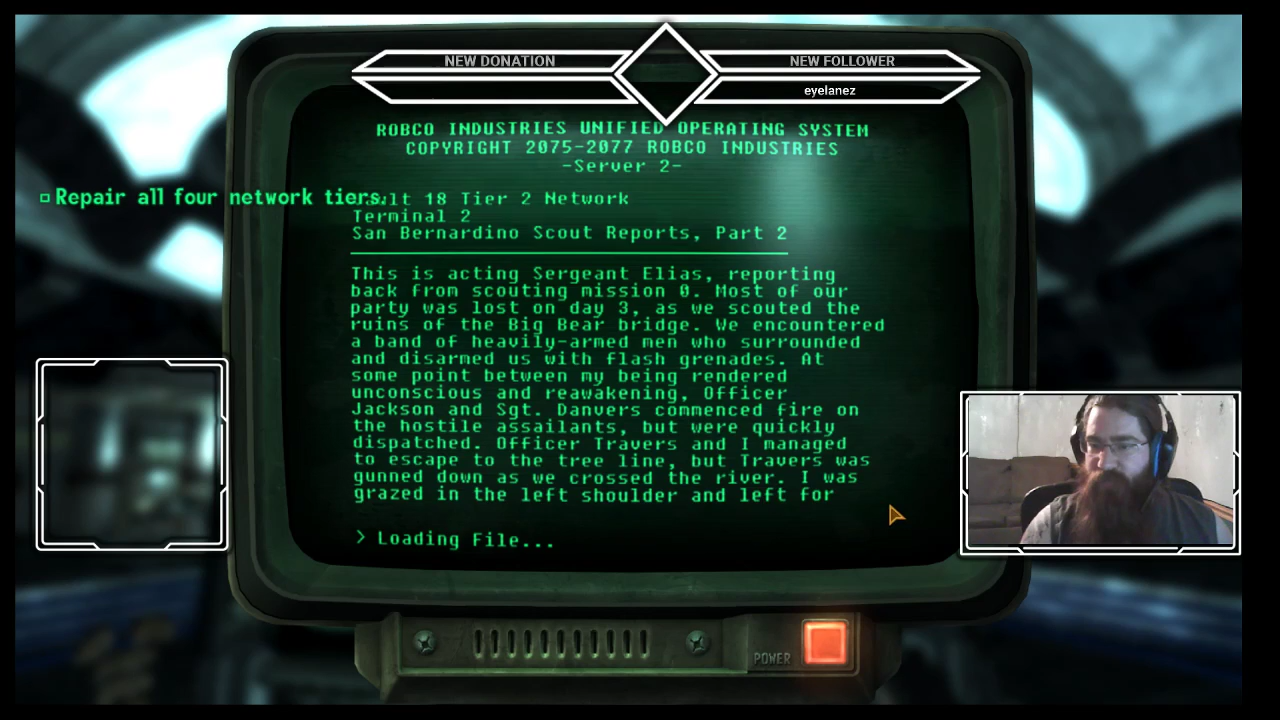 NEW DONATION
NEW FOLLOWER
eyelanez
ROBCO INDUSTRIES UNIFIED OPERATING SYSTEM
COPYRIGHT 2075-2077 ROBCO INDUSTRIES
-Server 2-
Repair all four network tiers.
18 Tier 2 Network
Terminal 2
San Bernardino Scout Reports, Part 2
This is acting Sergeant Elias, reporting
back from scouting mission 0. Most of our
party was lost on day 3, as we scouted the
ruins of the Big Bear bridge. We encountered
a band of heavily-armed men who surrounded
and disarmed us with flash grenades. At
some point between my being rendered
unconscious and reawakening, Officer
Jackson and Sgt. Danvers commenced fire on
the hostile assailants, but were quickly
dispatched. Officer Travers and I managed
to escape to the tree line, but Travers was
gunned down as we crossed the river. I was
grazed in the left shoulder and left for
> Loading File...
POWER